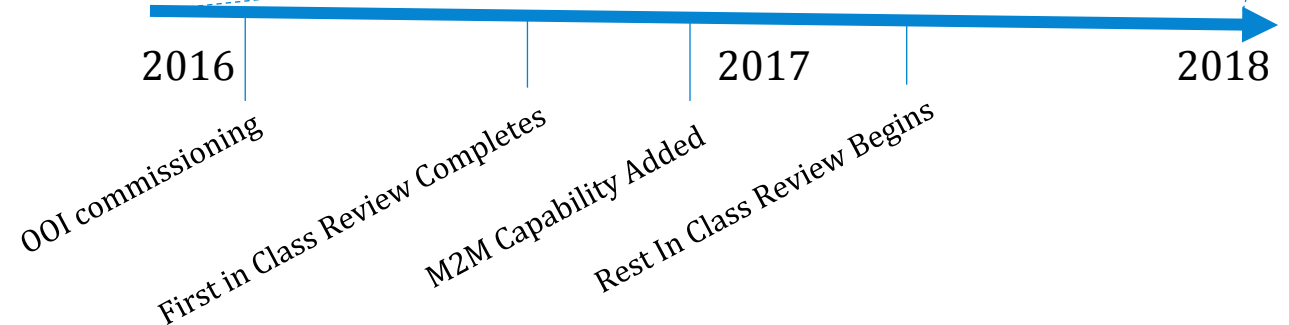 2016
2017
2018
OOI commissioning
First in Class Review Completes
M2M Capability Added
Rest In Class Review Begins